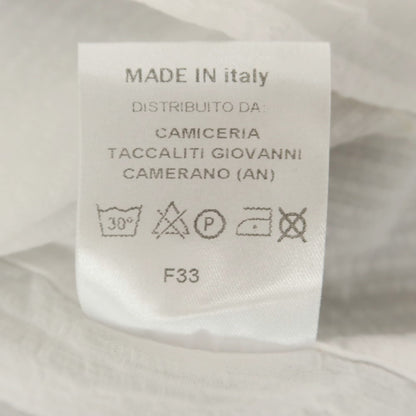 MADE IN italy
DISTRIBUITO DA:
CAMICERIA
TACCALITI GIOVANNI
CAMERANO (AN)
30° P
F33